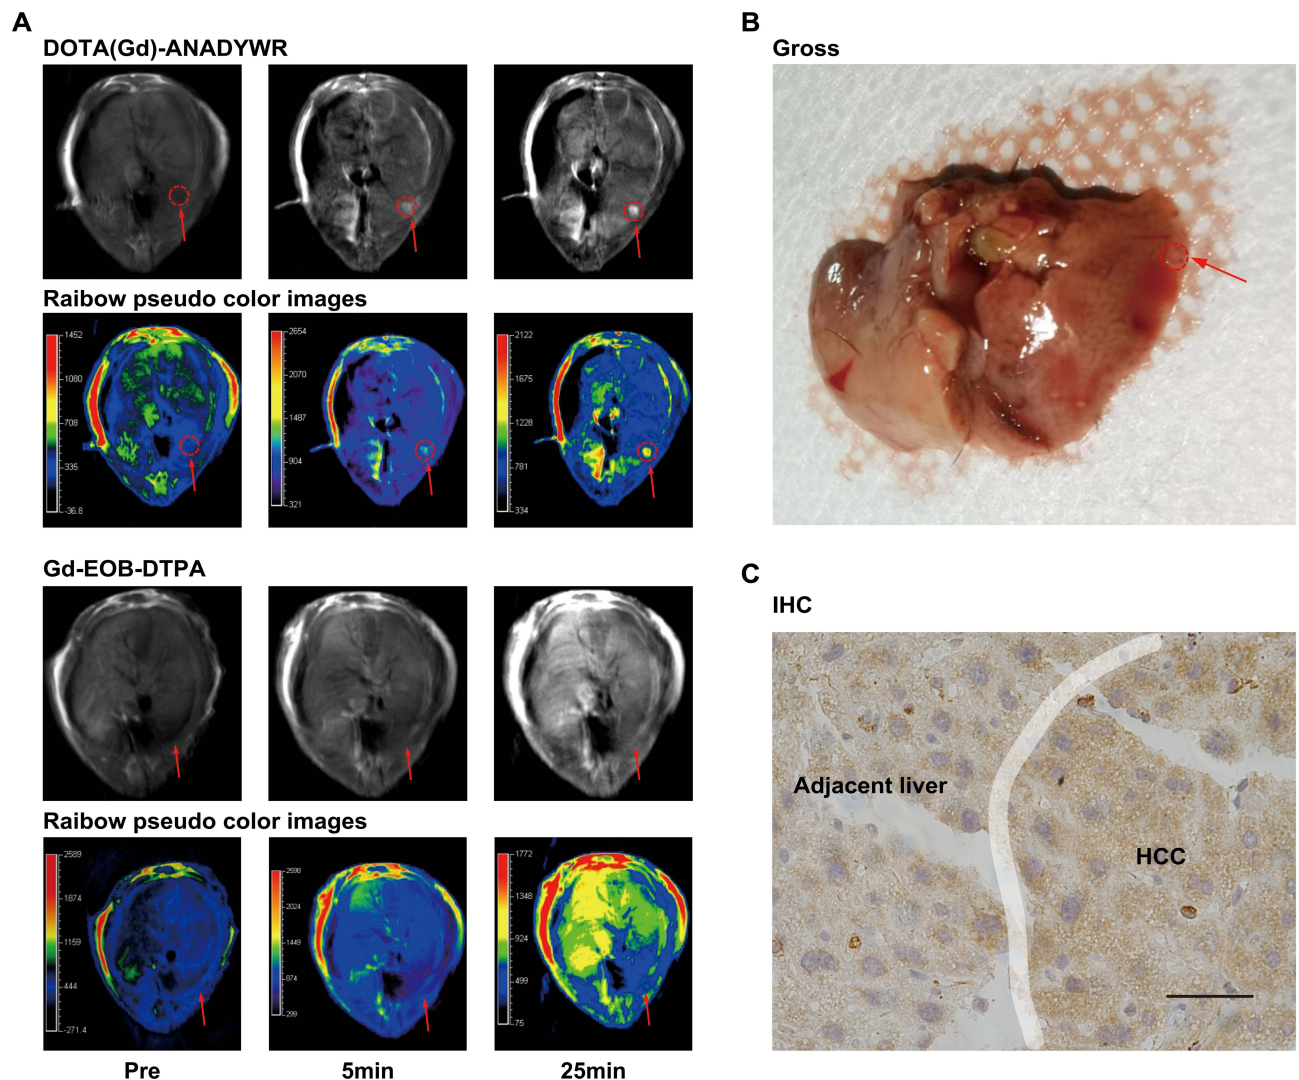 A
DOTA(Gd)-ANADYWR
Raibow pseudo color images
1452
1080
708
335
-36.8
2654
2070
1487
904
321
2122
1675
1228
781
334
Gd-EOB-DTPA
Raibow pseudo color images
2589
1874
1159
444
-271.4
2598
2024
1449
874
299
1772
1348
924
499
75
Pre 5min 25min
B
Gross
C
IHC
Adjacent liver
HCC